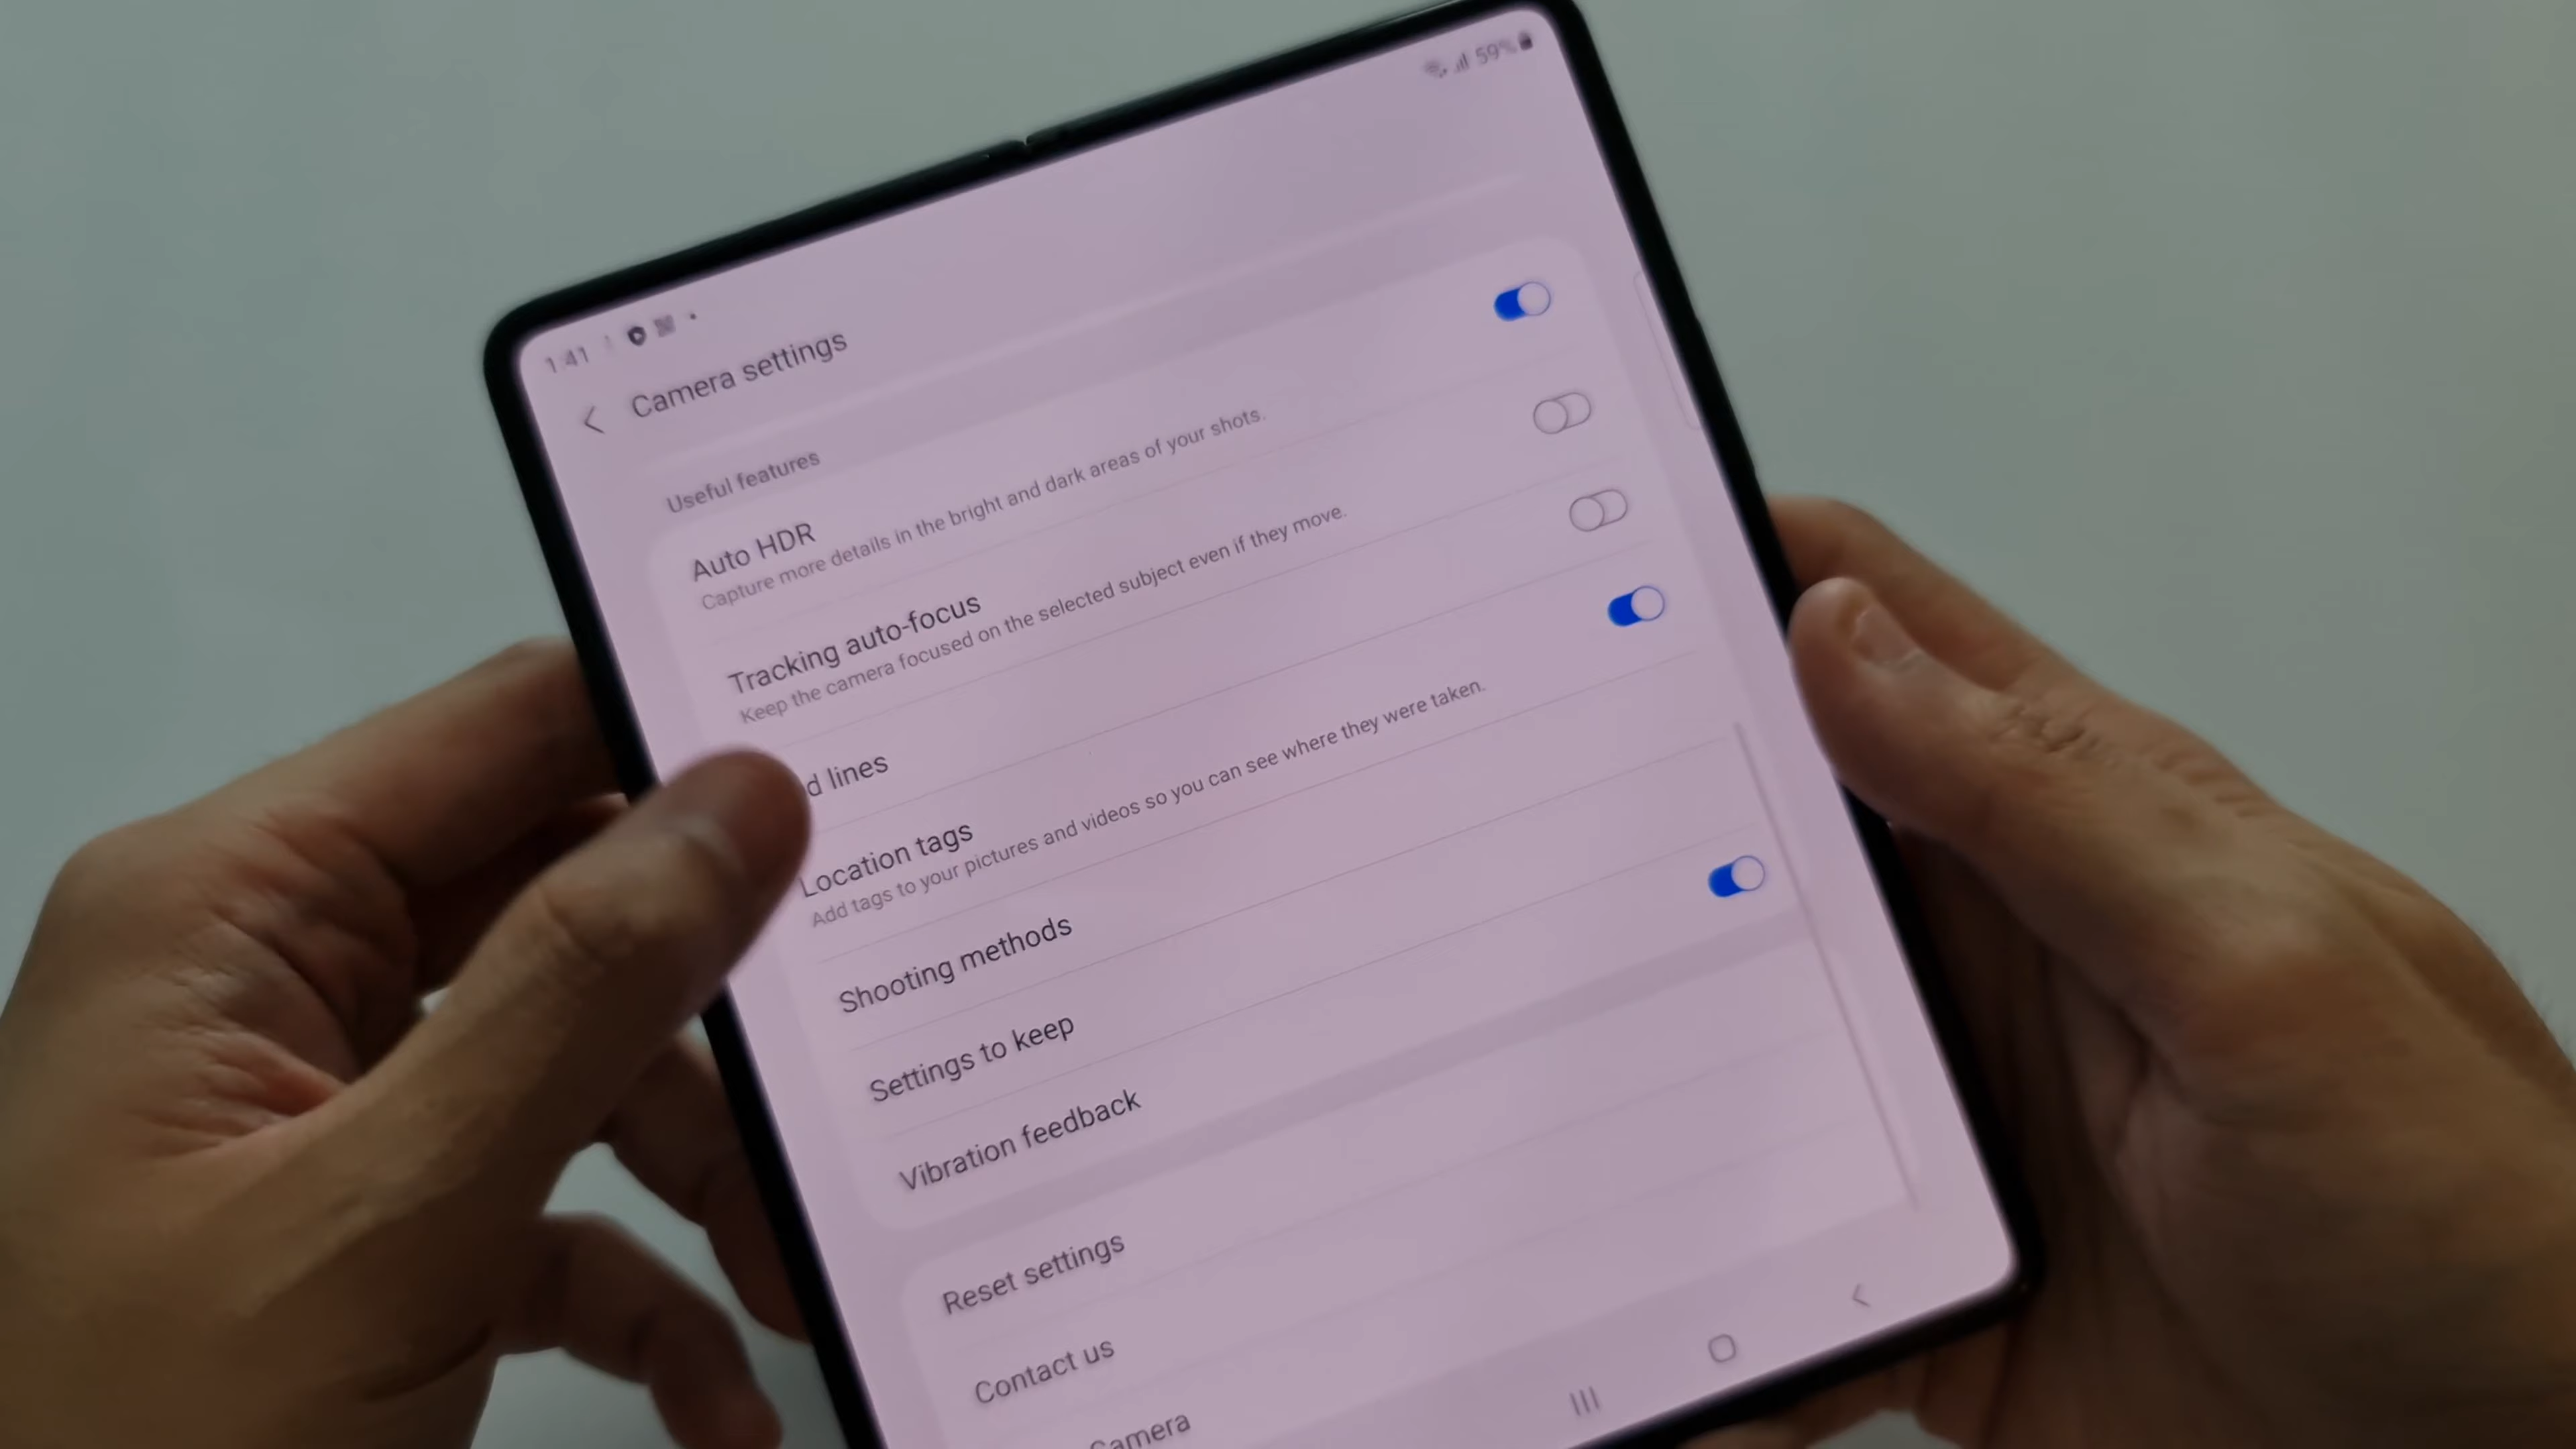 1:41
59%
Camera settings
Useful features
Auto HDR
Capture more details in the bright and dark areas of your shots.
Tracking auto-focus
Keep the camera focused on the selected subject even if they move.
d lines
Location tags
Add tags to your pictures and videos so you can see where they were taken.
Shooting methods
Settings to keep
Vibration feedback
Reset settings
Contact us
Camera